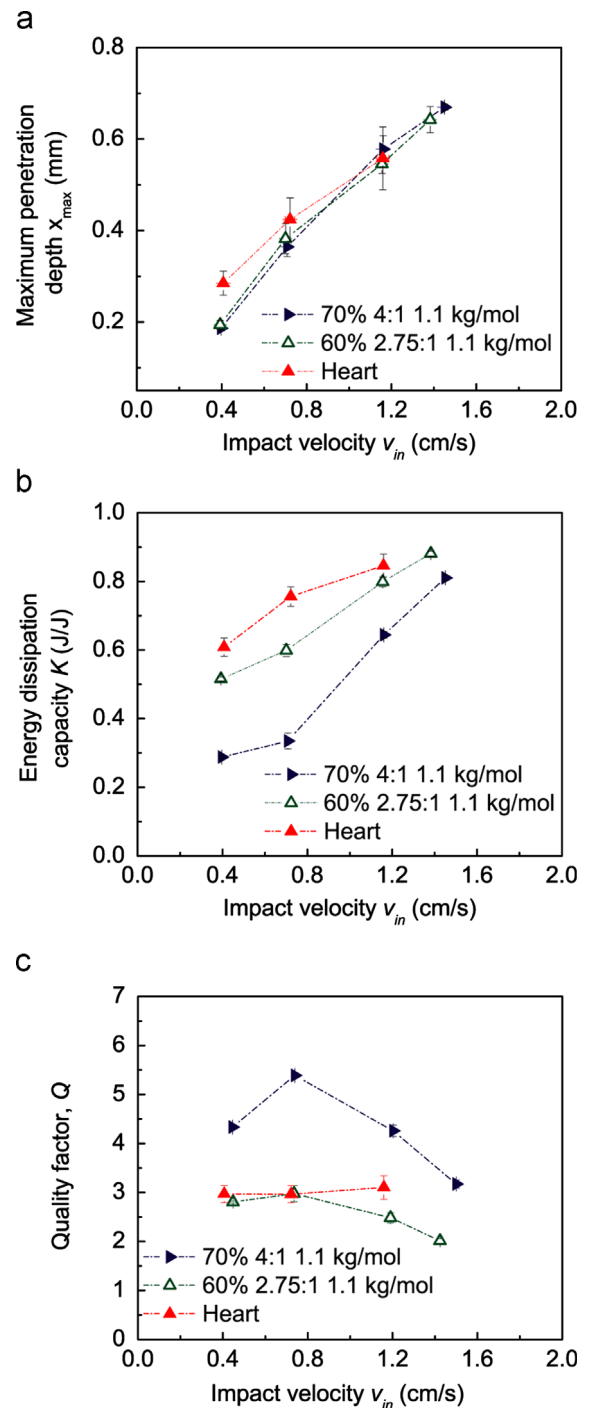 a
Maximum penetration
depth x_max (mm)
0.8
0.6
0.4
0.2
70% 4:1 1.1 kg/mol
60% 2.75:1 1.1 kg/mol
Heart
0.0 0.4 0.8 1.2 1.6 2.0
Impact velocity v_in (cm/s)
b
Energy dissipation
capacity K (J/J)
1.0
0.8
0.6
0.4
0.2
0.0
70% 4:1 1.1 kg/mol
60% 2.75:1 1.1 kg/mol
Heart
0.0 0.4 0.8 1.2 1.6 2.0
Impact velocity v_in (cm/s)
c
Quality factor, Q
7
6
5
4
3
2
1
0
70% 4:1 1.1 kg/mol
60% 2.75:1 1.1 kg/mol
Heart
0.0 0.4 0.8 1.2 1.6 2.0
Impact velocity v_in (cm/s)